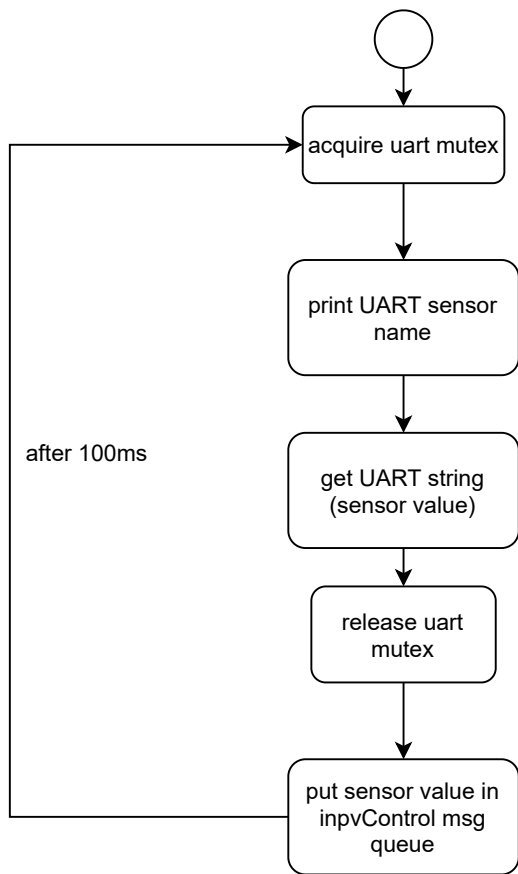 acquire uart mutex
print UART sensor
name
after 100ms
get UART string
(sensor value)
release uart
mutex
put sensor value in
inpvControl msg
queue